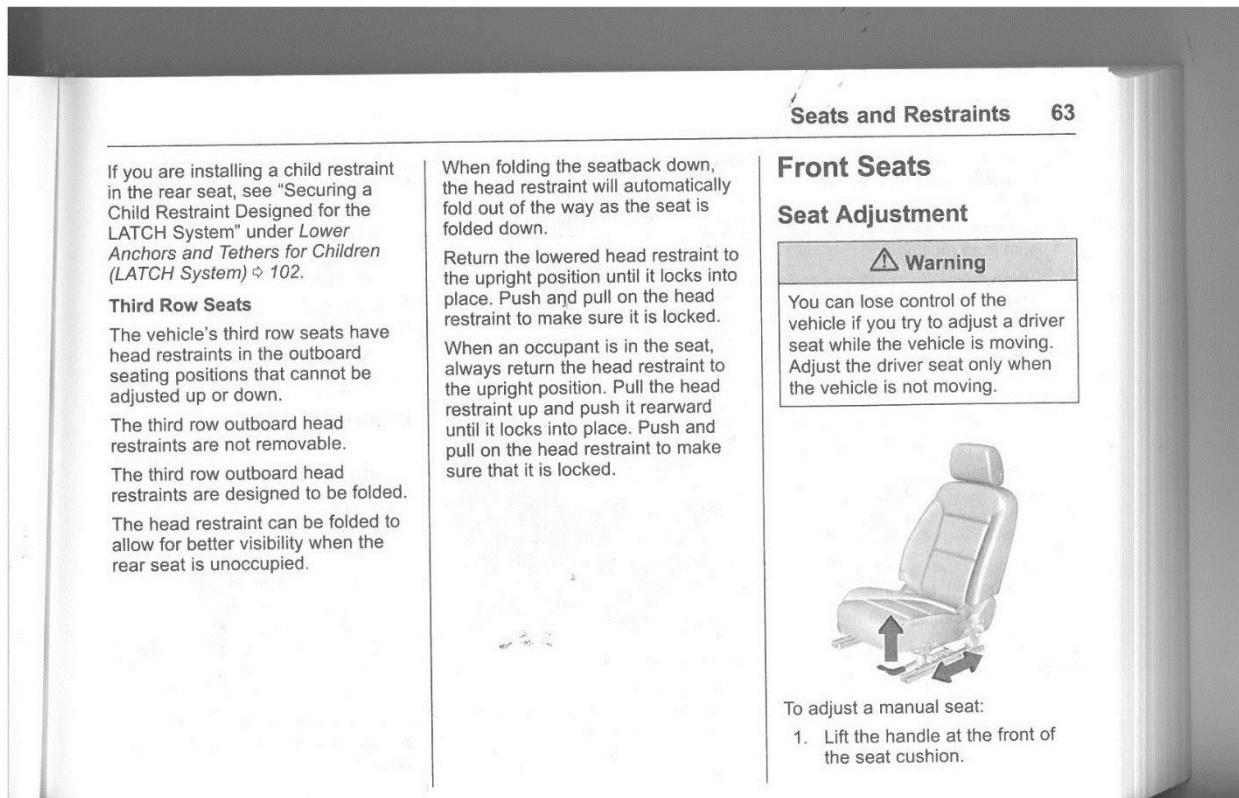 Seats and Restraints 63
If you are installing a child restraint
in the rear seat, see “Securing a
Child Restraint Designed for the
LATCH System” under Lower
Anchors and Tethers for Children
(LATCH System) ⇨ 102.
Third Row Seats
The vehicle’s third row seats have
head restraints in the outboard
seating positions that cannot be
adjusted up or down.
The third row outboard head
restraints are not removable.
The third row outboard head
restraints are designed to be folded.
The head restraint can be folded to
allow for better visibility when the
rear seat is unoccupied.
When folding the seatback down,
the head restraint will automatically
fold out of the way as the seat is
folded down.
Return the lowered head restraint to
the upright position until it locks into
place. Push and pull on the head
restraint to make sure it is locked.
When an occupant is in the seat,
always return the head restraint to
the upright position. Pull the head
restraint up and push it rearward
until it locks into place. Push and
pull on the head restraint to make
sure that it is locked.
Front Seats
Seat Adjustment
⚠ Warning
You can lose control of the
vehicle if you try to adjust a driver
seat while the vehicle is moving.
Adjust the driver seat only when
the vehicle is not moving.
To adjust a manual seat:
1. Lift the handle at the front of
the seat cushion.